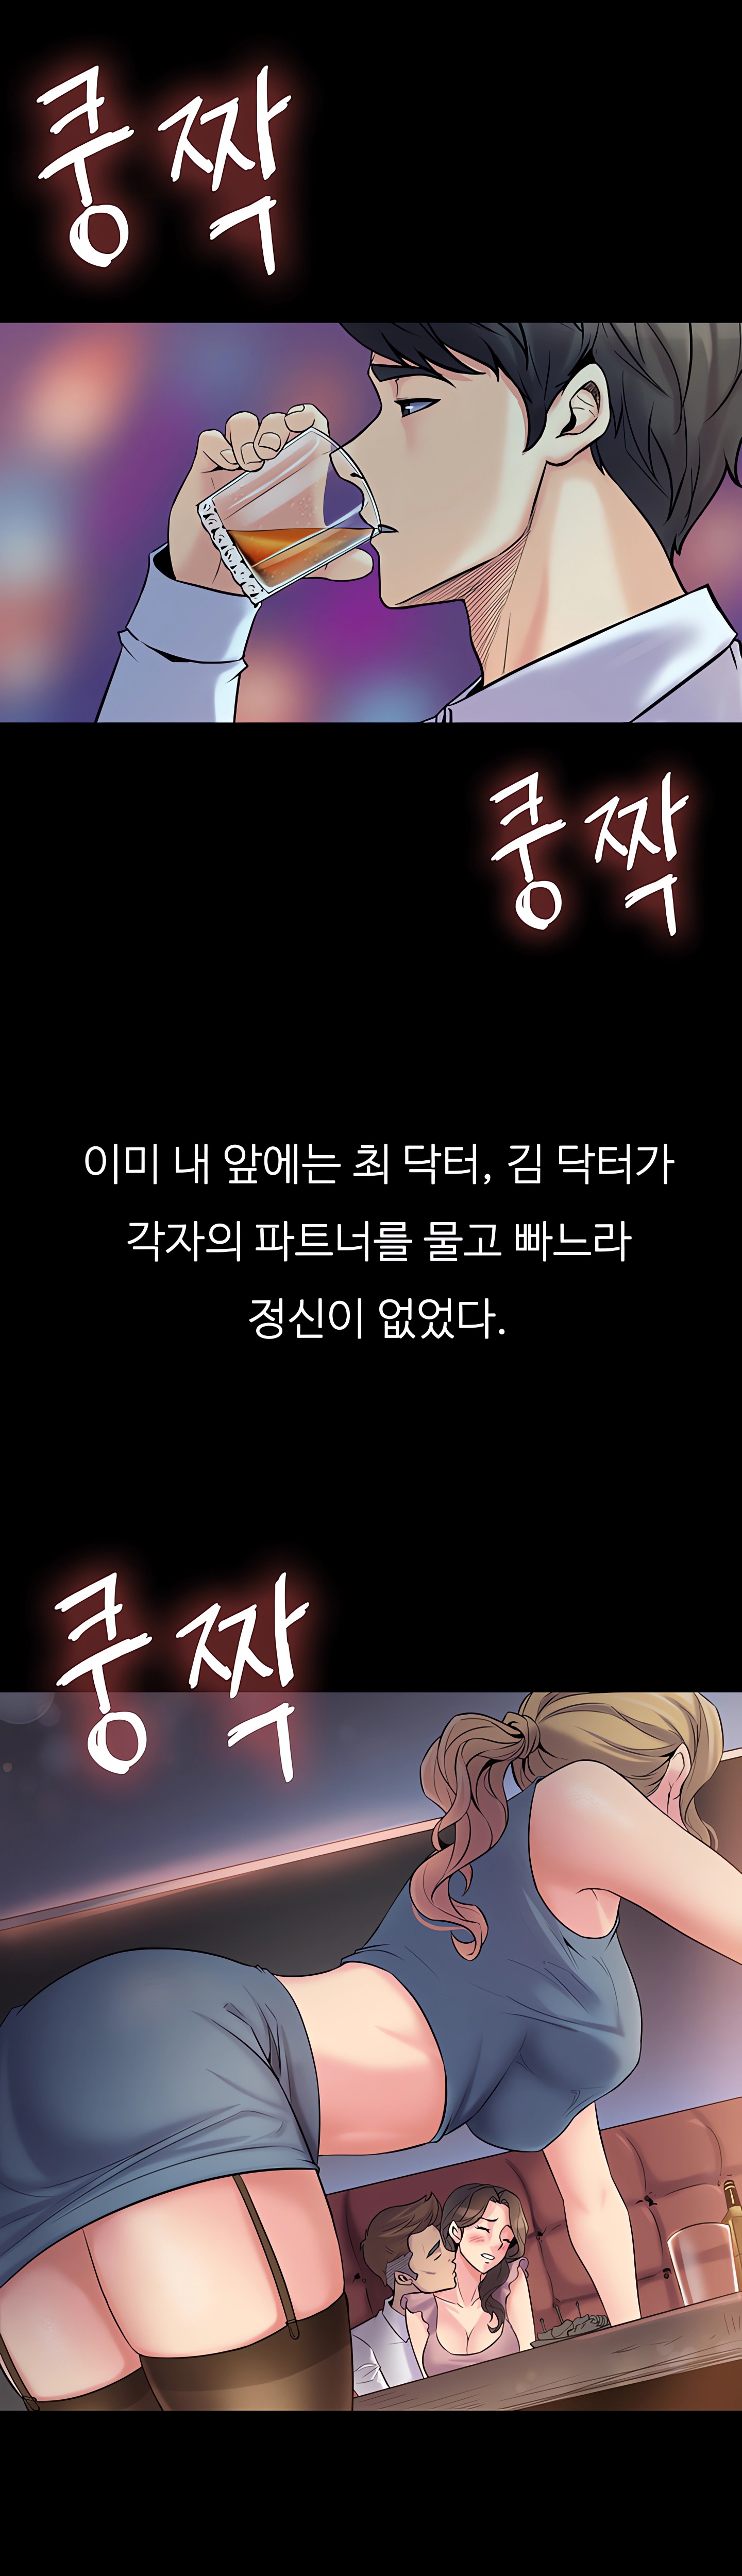 쿵 짝
쿵 짝
이미 내 앞에는 최 닥터, 김 닥터가
각자의 파트너를 물고 빠느라
정신이 없었다.
쿵 짝